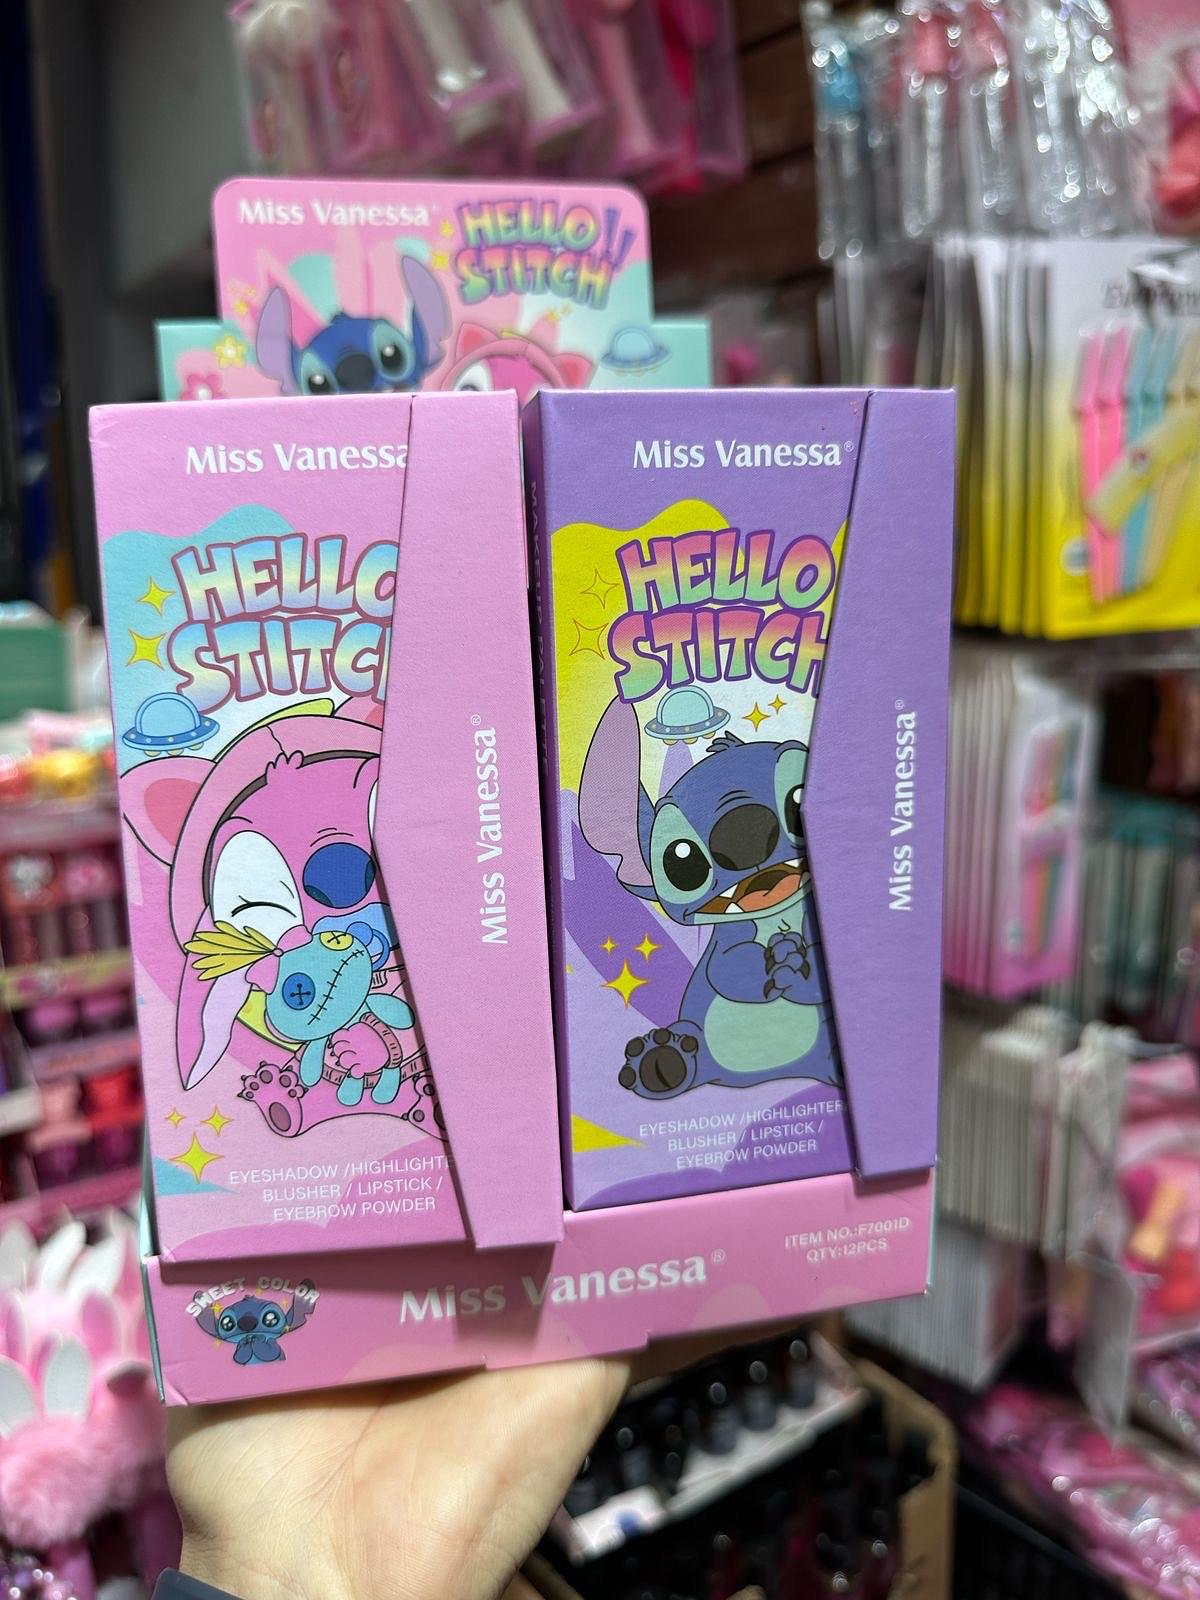 Miss Vanessa
HELLO!!
STITCH
Miss Vanessa
HELLO
STITCH
Miss Vanessa®
EYESHADOW /HIGHLIGHTE
BLUSHER / LIPSTICK /
EYEBROW POWDER
Miss Vanessa®
HELLO
STITCH
Miss Vanessa®
EYESHADOW /HIGHLIGHTER
BLUSHER / LIPSTICK /
EYEBROW POWDER
SWEET COLOR
Miss Vanessa®
ITEM NO.:F7001D
QTY:12PCS